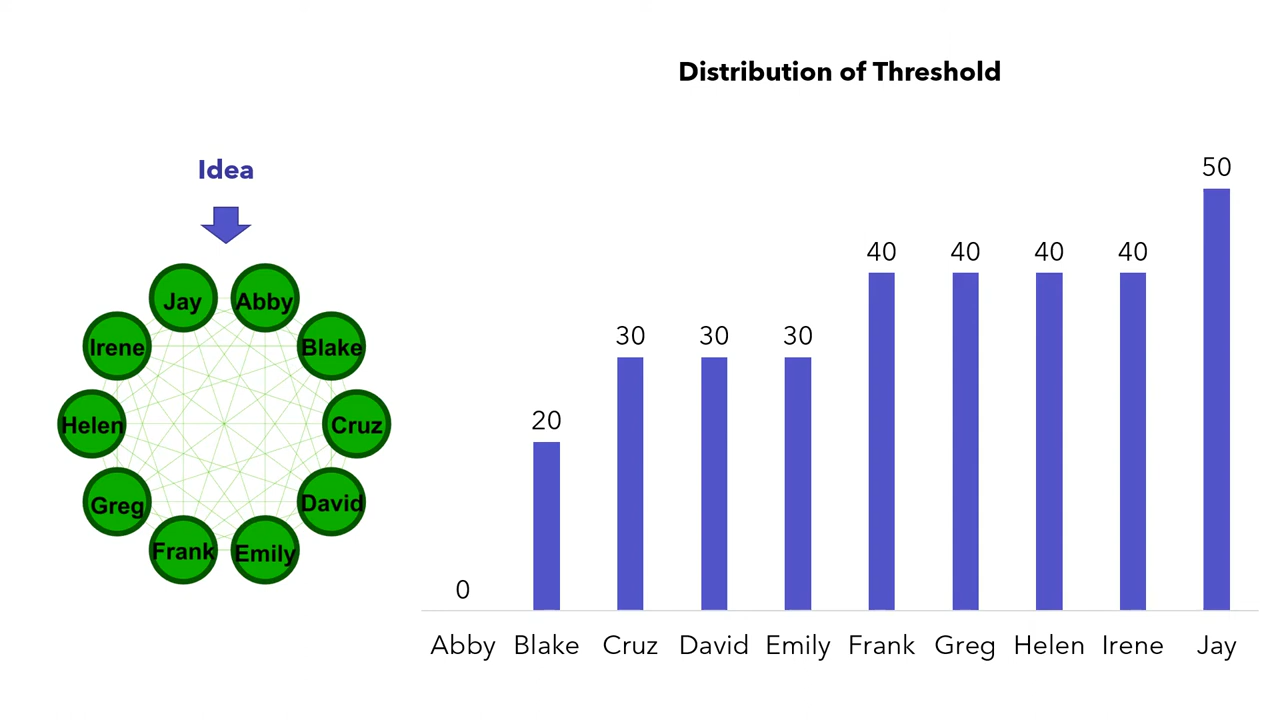 Distribution of Threshold
Idea
Jay Abby
Irene Blake
Helen Cruz
Greg David
Frank Emily
0 20 30 30 30 40 40 40 40 50
Abby Blake Cruz David Emily Frank Greg Helen Irene Jay